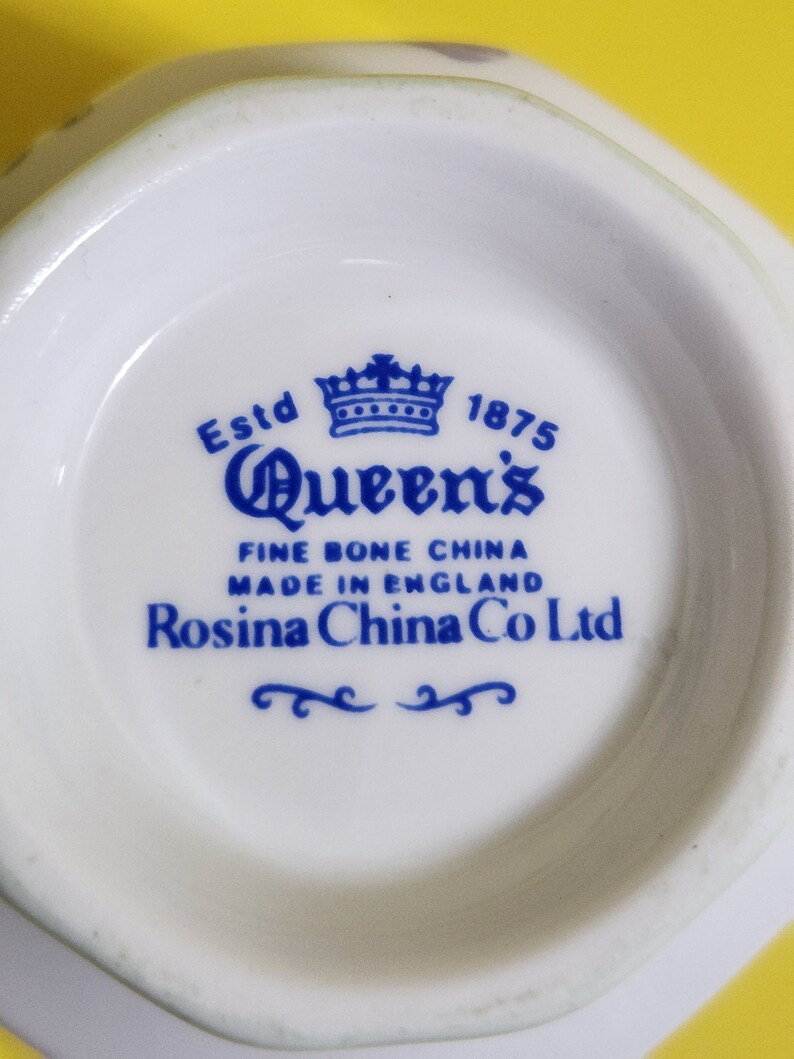 Estd 1875
Queen's
FINE BONE CHINA
MADE IN ENGLAND
Rosina China Co Ltd